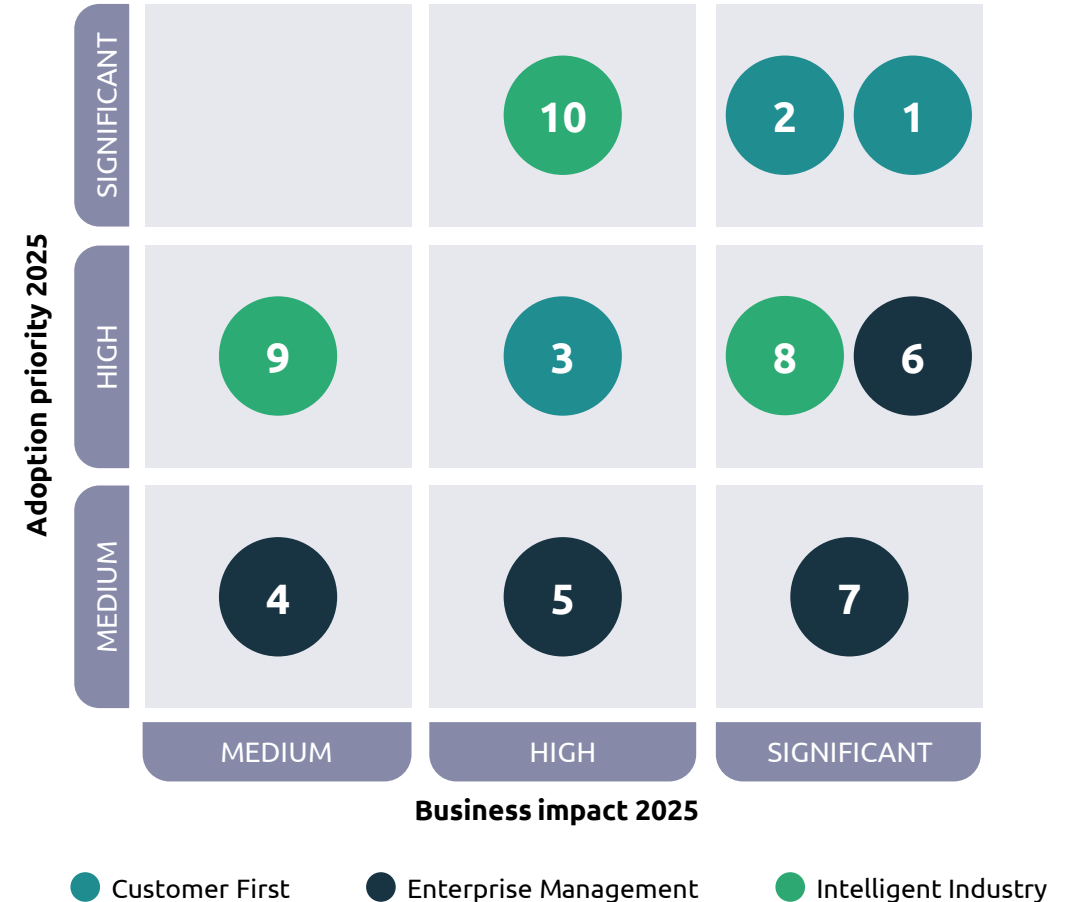 Adoption priority 2025
SIGNIFICANT
10
2
1
HIGH
9
3
8
6
MEDIUM
4
5
7
MEDIUM
HIGH
SIGNIFICANT
Business impact 2025
Customer First
Enterprise Management
Intelligent Industry